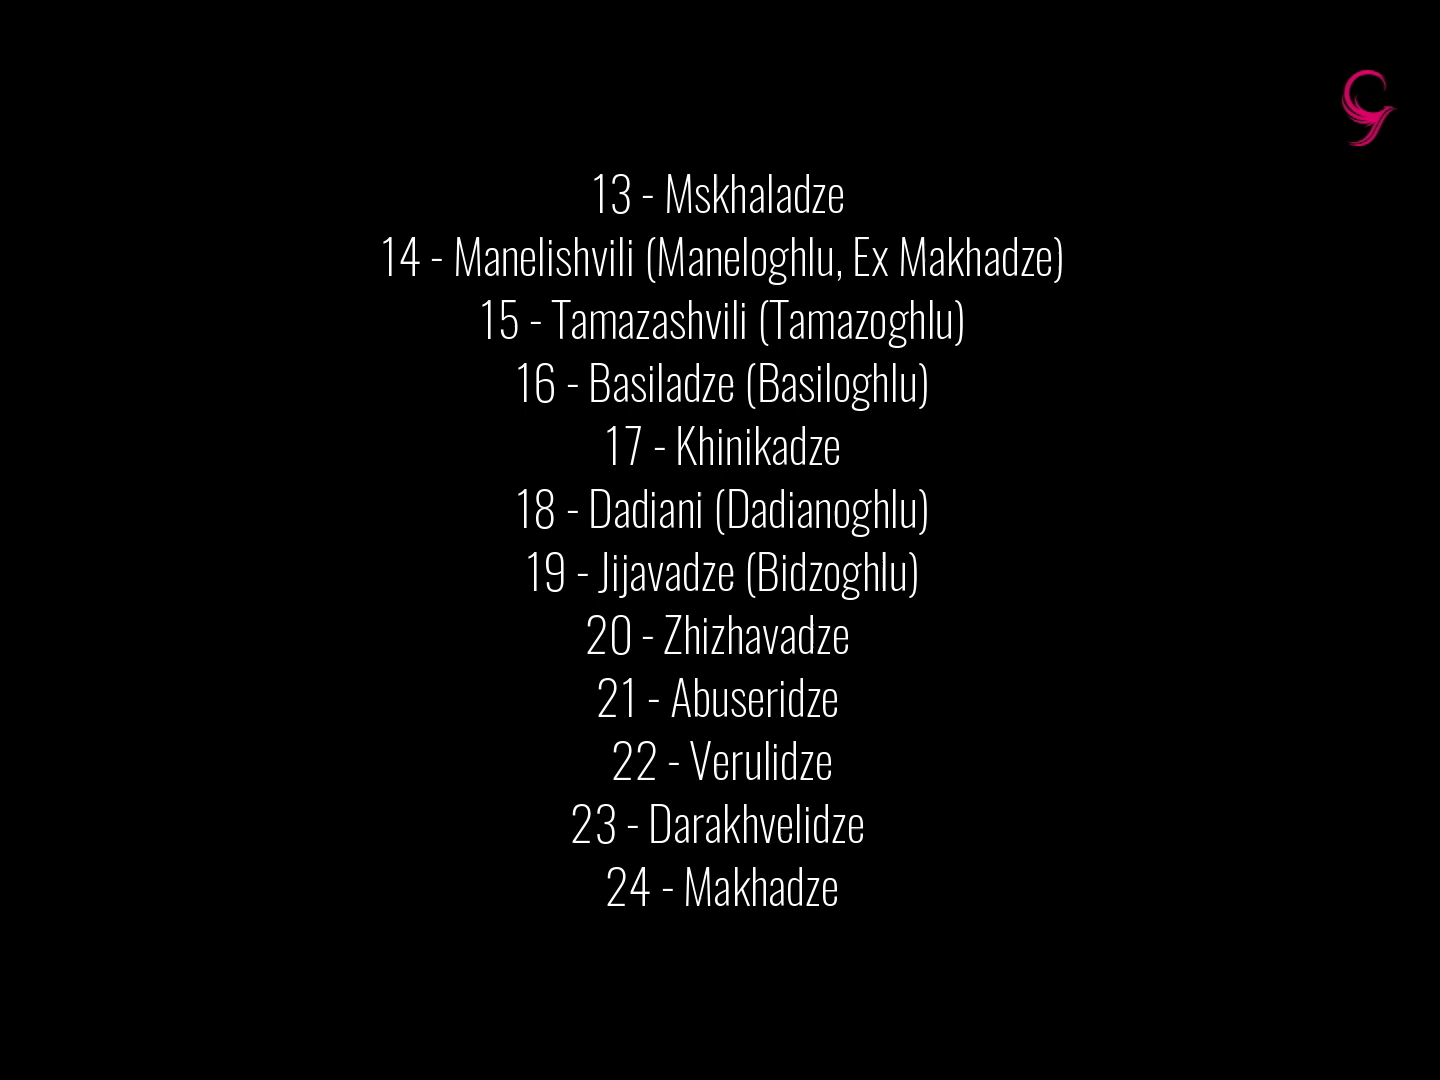 13 - Mskhaladze
14 - Manelishvili (Maneloghlu, Ex Makhadze)
15 - Tamazashvili (Tamazoghlu)
16 - Basiladze (Basiloghlu)
17 - Khinikadze
18 - Dadiani (Dadianoghlu)
19 - Jijavadze (Bidzoghlu)
20 - Zhizhavadze
21 - Abuseridze
22 - Verulidze
23 - Darakhvelidze
24 - Makhadze